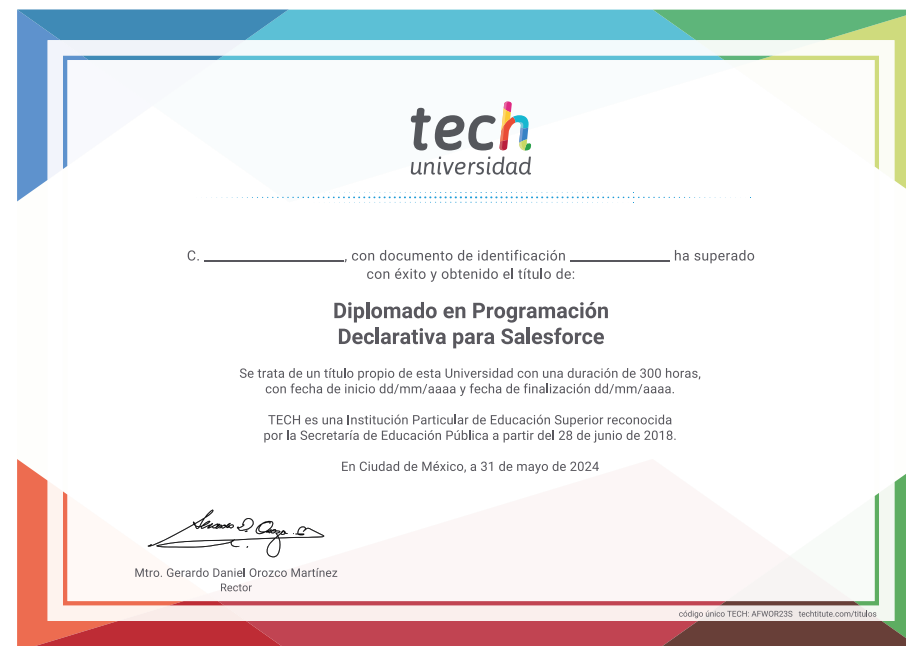 tech
universidad
C. ____________________, con documento de identificación ______________ ha superado
con éxito y obtenido el título de:
Diplomado en Programación
Declarativa para Salesforce
Se trata de un título propio de esta Universidad con una duración de 300 horas,
con fecha de inicio dd/mm/aaaa y fecha de finalización dd/mm/aaaa.
TECH es una Institución Particular de Educación Superior reconocida
por la Secretaría de Educación Pública a partir del 28 de junio de 2018.
En Ciudad de México, a 31 de mayo de 2024
Mtro. Gerardo Daniel Orozco Martínez
Rector
código único TECH: AFWOR23S techtitute.com/titulos